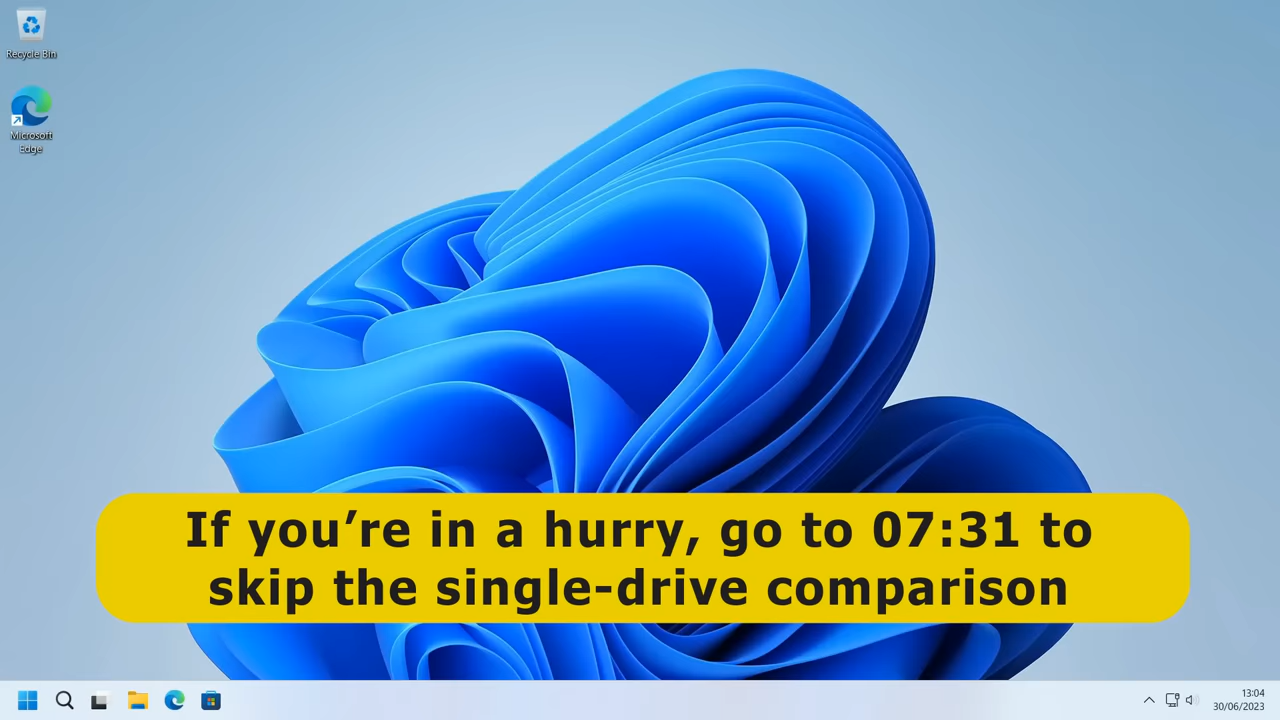 Recycle Bin
Microsoft
Edge
If you’re in a hurry, go to 07:31 to
skip the single-drive comparison
13:04
30/06/2023